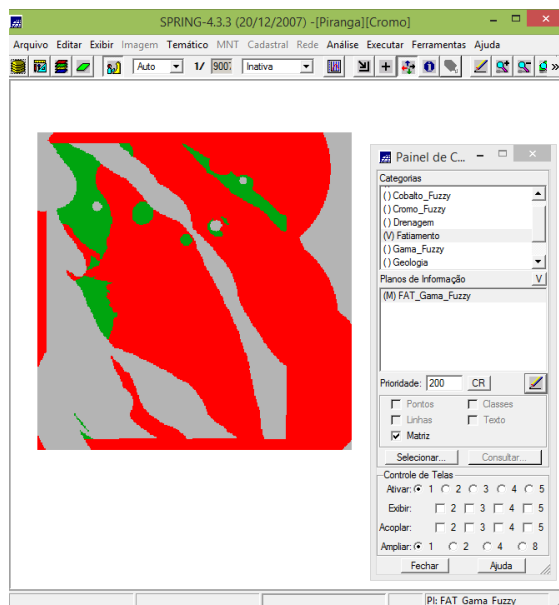 SPRING-4.3.3 (20/12/2007) -[Piranga][Cromo]
Arquivo Editar Exibir Imagem Temático MNT Cadastral Rede Análise Executar Ferramentas Ajuda
Auto 1/ 900 Inativa
Painel de C...
Categorias
() Cobalto_Fuzzy
() Cromo_Fuzzy
() Drenagem
(V) Fatiamento
() Gama_Fuzzy
() Geologia
Planos de Informação V
(M) FAT_Gama_Fuzzy
Prioridade: 200 CR
Pontos Classes
Linhas Texto
Matriz
Selecionar... Consultar...
Controle de Telas
Ativar: 1 2 3 4 5
Exibir: 2 3 4 5
Acoplar: 2 3 4 5
Ampliar: 1 2 4 8
Fechar Ajuda
PI: FAT_Gama_Fuzzy